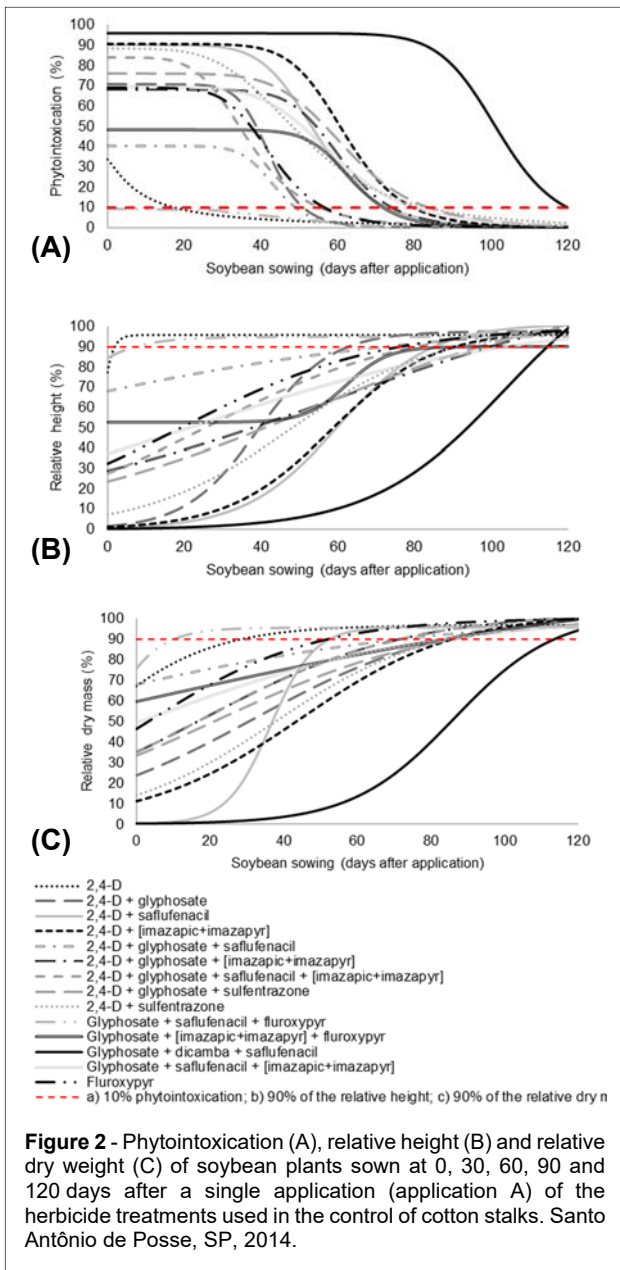 100
90
80
70
60
50
40
30
20
10
0
Phytointoxication (%)
0 20 40 60 80 100 120
(A)
Soybean sowing (days after application)
100
90
80
70
60
50
40
30
20
10
0
Relative height (%)
0 20 40 60 80 100 120
(B)
Soybean sowing (days after application)
100
90
80
70
60
50
40
30
20
10
0
Relative dry mass (%)
0 20 40 60 80 100 120
(C)
Soybean sowing (days after application)
2,4-D
2,4-D + glyphosate
2,4-D + saflufenacil
2,4-D + [imazapic+imazapyr]
2,4-D + glyphosate + saflufenacil
2,4-D + glyphosate + [imazapic+imazapyr]
2,4-D + glyphosate + saflufenacil + [imazapic+imazapyr]
2,4-D + glyphosate + sulfentrazone
2,4-D + sulfentrazone
Glyphosate + saflufenacil + fluroxypyr
Glyphosate + [imazapic+imazapyr] + fluroxypyr
Glyphosate + dicamba + saflufenacil
Glyphosate + saflufenacil + [imazapic+imazapyr]
Fluroxypyr
a) 10% phytointoxication; b) 90% of the relative height; c) 90% of the relative dry
Figure 2 - Phytointoxication (A), relative height (B) and relative
dry weight (C) of soybean plants sown at 0, 30, 60, 90 and
120 days after a single application (application A) of the
herbicide treatments used in the control of cotton stalks. Santo
Antônio de Posse, SP, 2014.